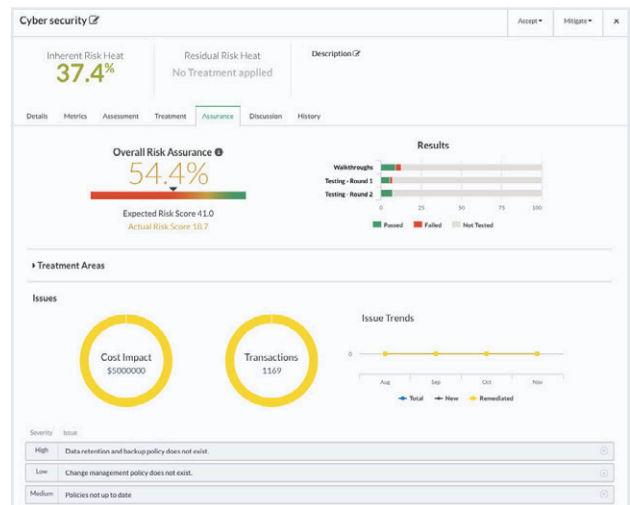 Cyber security
Accept
Mitigate
×
Inherent Risk Heat
37.4%
Residual Risk Heat
No Treatment applied
Description
Details Metrics Assessment Treatment Assurance Discussion History
Overall Risk Assurance
54.4%
Expected Risk Score 41.0
Actual Risk Score 18.7
Results
Walkthroughs
Testing - Round 1
Testing - Round 2
0 25 50 75 100
Passed Failed Not Tested
Treatment Areas
Issues
Cost Impact
$5000000
Transactions
1169
Issue Trends
0
Aug Sep Oct Nov
Total New Remediated
Severity Issue
High Data retention and backup policy does not exist.
Low Change management policy does not exist.
Medium Policies not up to date